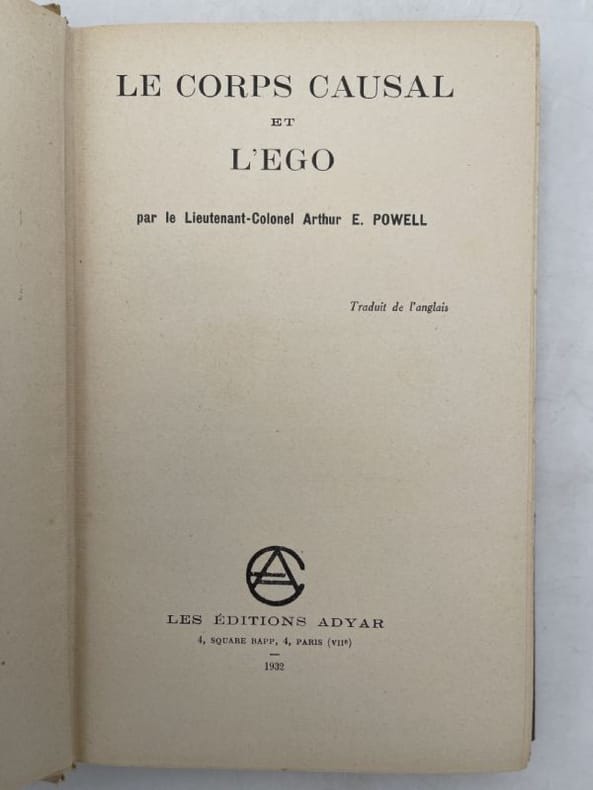 LE CORPS CAUSAL
ET
L'EGO
par le Lieutenant-Colonel Arthur E. POWELL
Traduit de l'anglais
LES ÉDITIONS ADYAR
4, SQUARE RAPP, 4, PARIS (VIIe)
1932